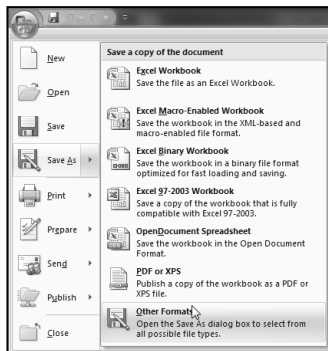 Save a copy of the document
New
Open
Save
Save As
Print
Prepare
Send
Publish
Close
Excel Workbook
Save the file as an Excel Workbook.
Excel Macro-Enabled Workbook
Save the workbook in the XML-based and
macro-enabled file format.
Excel Binary Workbook
Save the workbook in a binary file format
optimized for fast loading and saving.
Excel 97-2003 Workbook
Save a copy of the workbook that is fully
compatible with Excel 97-2003.
OpenDocument Spreadsheet
Save the workbook in the Open Document
Format.
PDF or XPS
Publish a copy of the workbook as a PDF or
XPS file.
Other Formats
Open the Save As dialog box to select from
all possible file types.